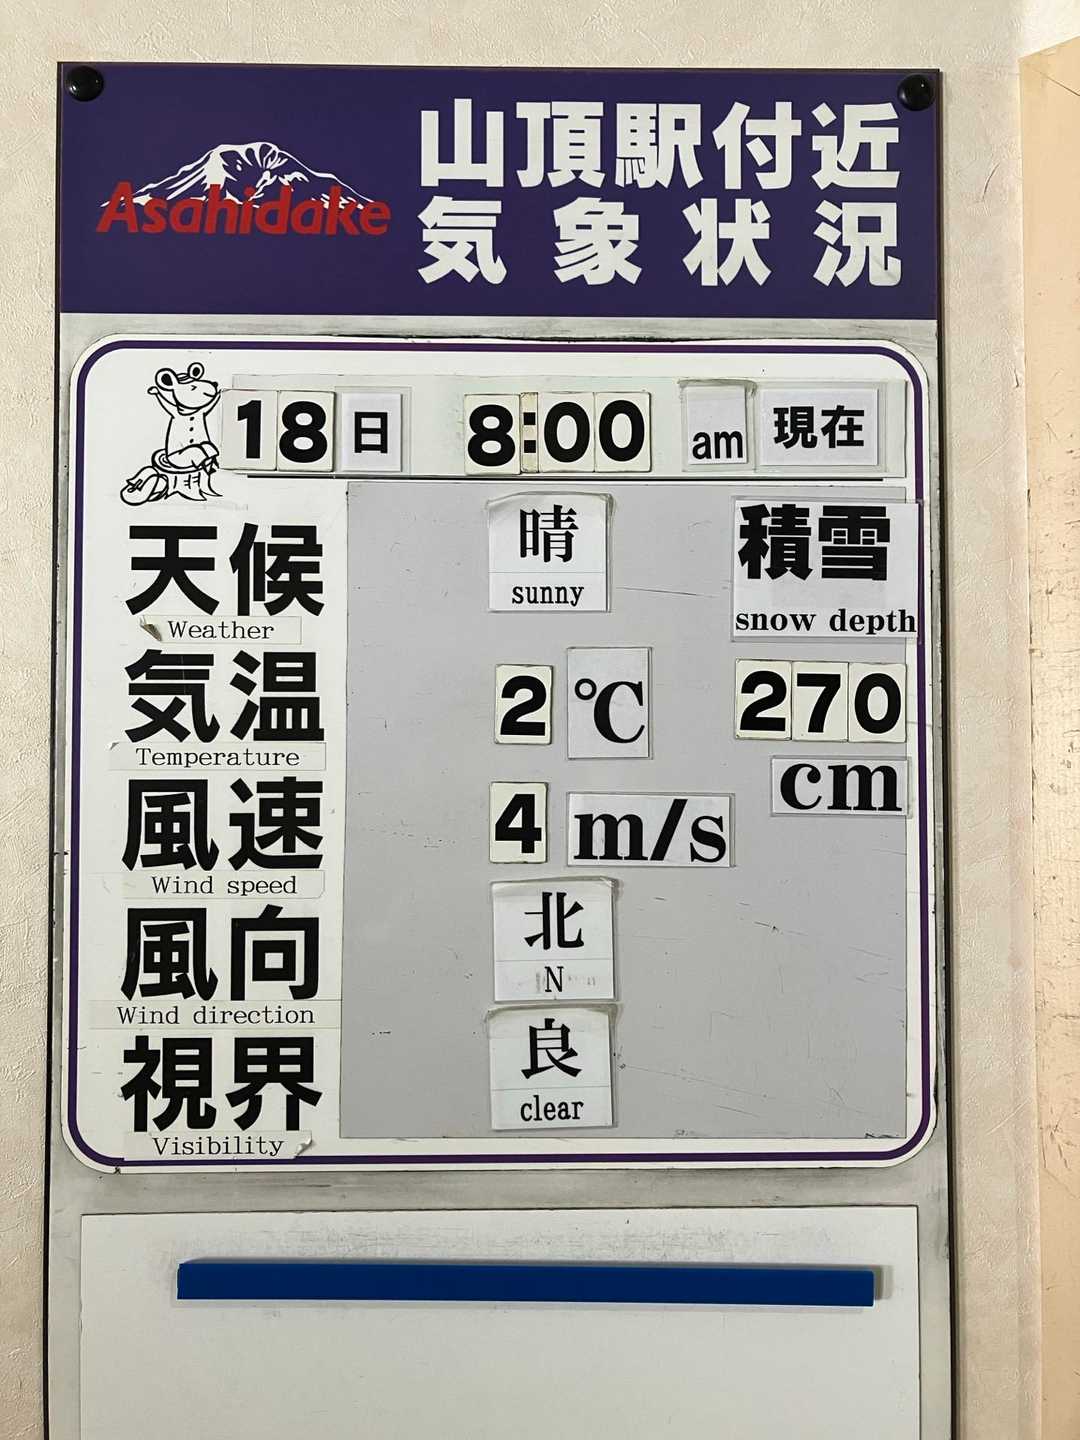 Asahidake
山頂駅付近
気象状況
18日 8:00 am 現在
天候 晴 積雪
Weather sunny snow depth
気温 2 ℃ 270
Temperature cm
風速 4 m/s
Wind speed
風向 北
Wind direction N
視界 良
Visibility clear